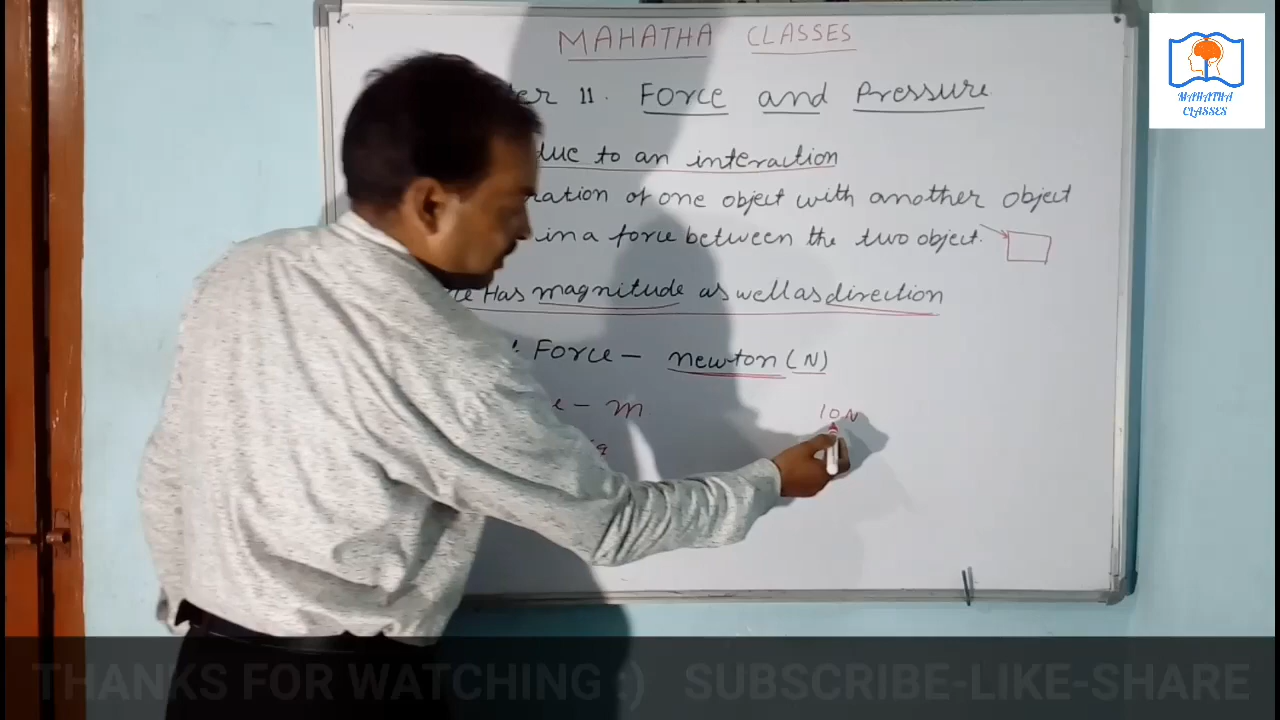 MAHATHA CLASSES
11. Force and Pressure
due to an interaction
of one object with another object
in a force between the two object.
Has magnitude as well as direction
Force - newton (N)
- m
10 N
MAHATHA
CLASSES
THANKS FOR WATCHING :) SUBSCRIBE-LIKE-SHARE